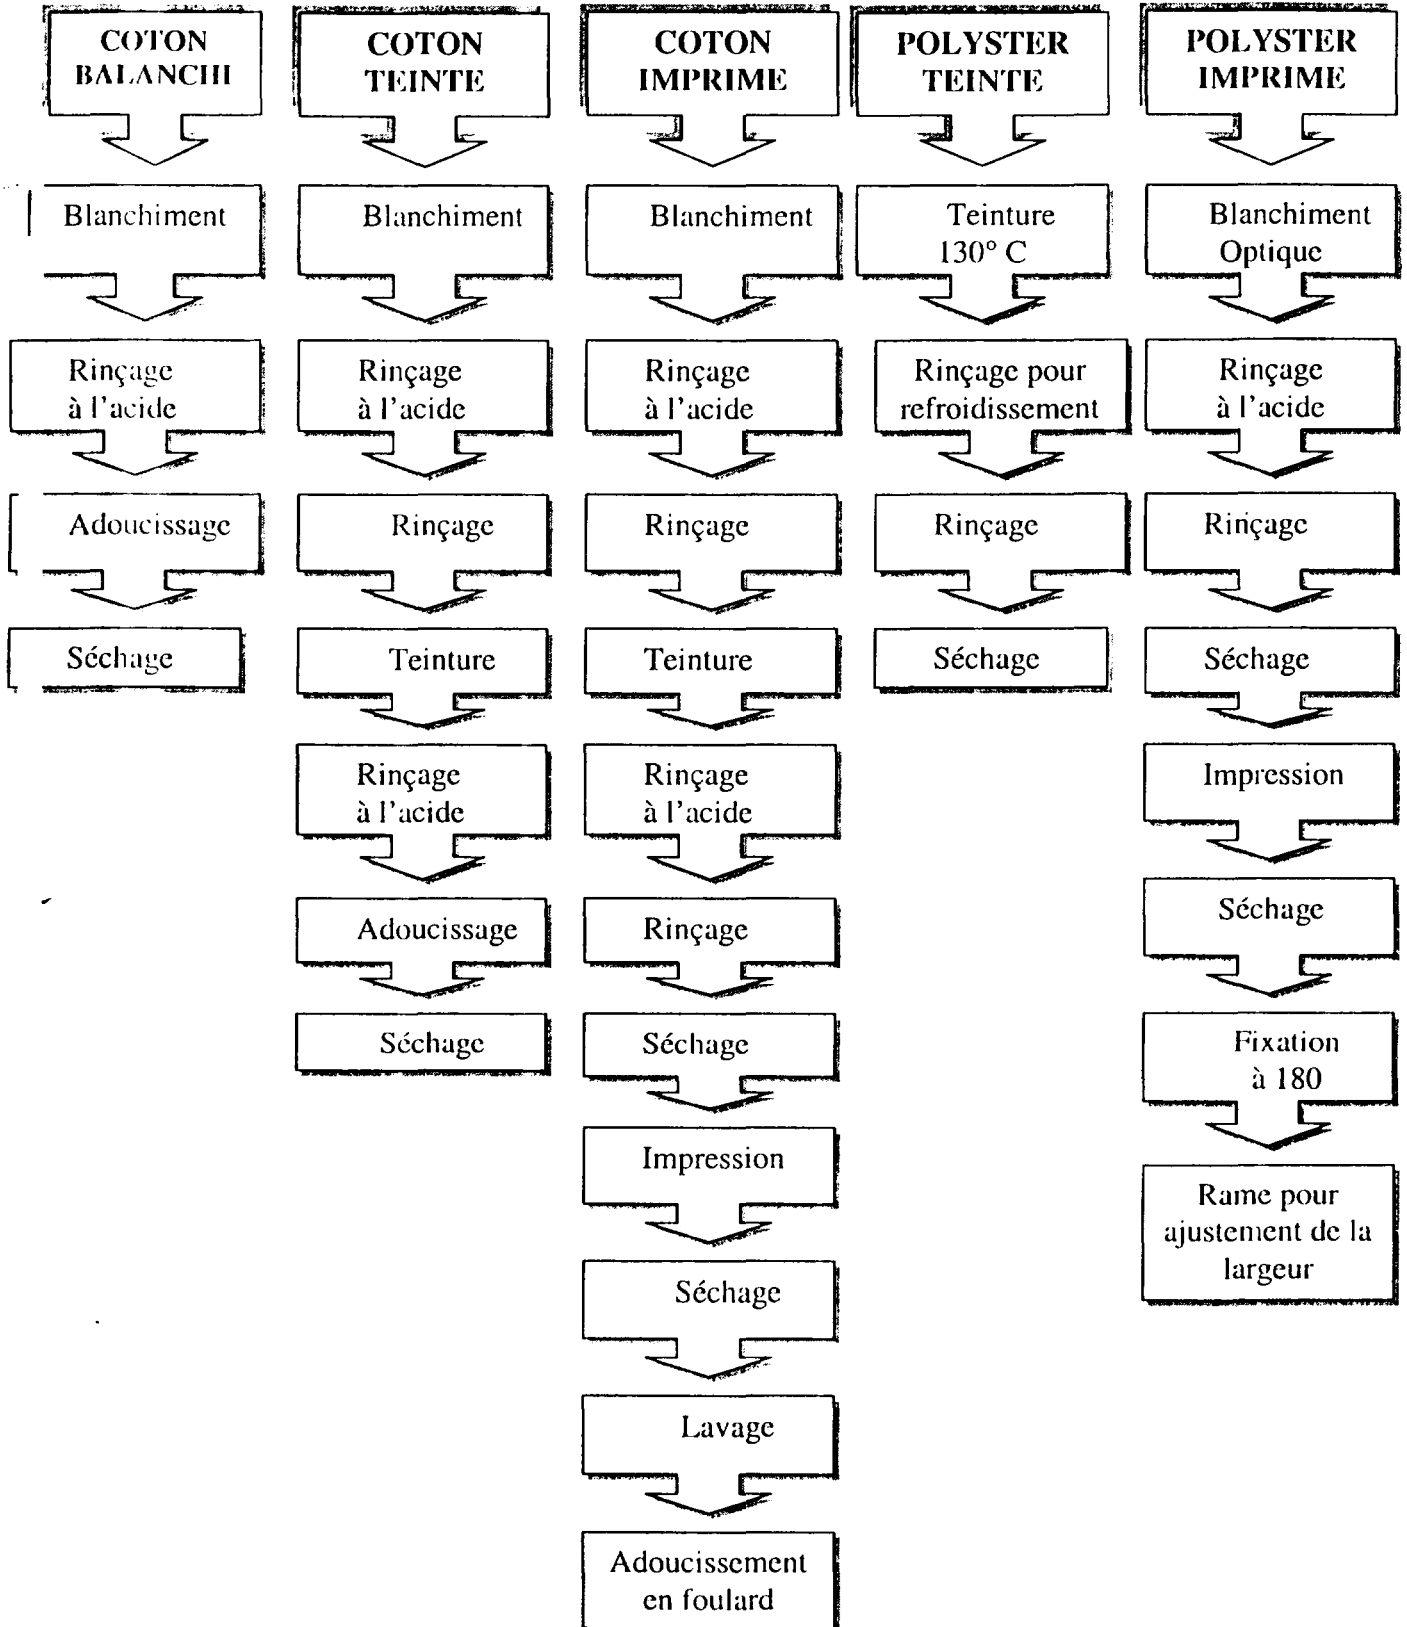 COTON
BALANCHI
Blanchiment
Rinçage
à l'acide
Adoucissage
Séchage
COTON
TEINTE
Blanchiment
Rinçage
à l'acide
Rinçage
Teinture
Rinçage
à l'acide
Adoucissage
Séchage
COTON
IMPRIME
Blanchiment
Rinçage
à l'acide
Rinçage
Teinture
Rinçage
à l'acide
Rinçage
Séchage
Impression
Séchage
Lavage
Adoucissement
en foulard
POLYSTER
TEINTE
Teinture
130° C
Rinçage pour
refroidissement
Rinçage
Séchage
POLYSTER
IMPRIME
Blanchiment
Optique
Rinçage
à l'acide
Rinçage
Séchage
Impression
Séchage
Fixation
à 180
Rame pour
ajustement de la
largeur